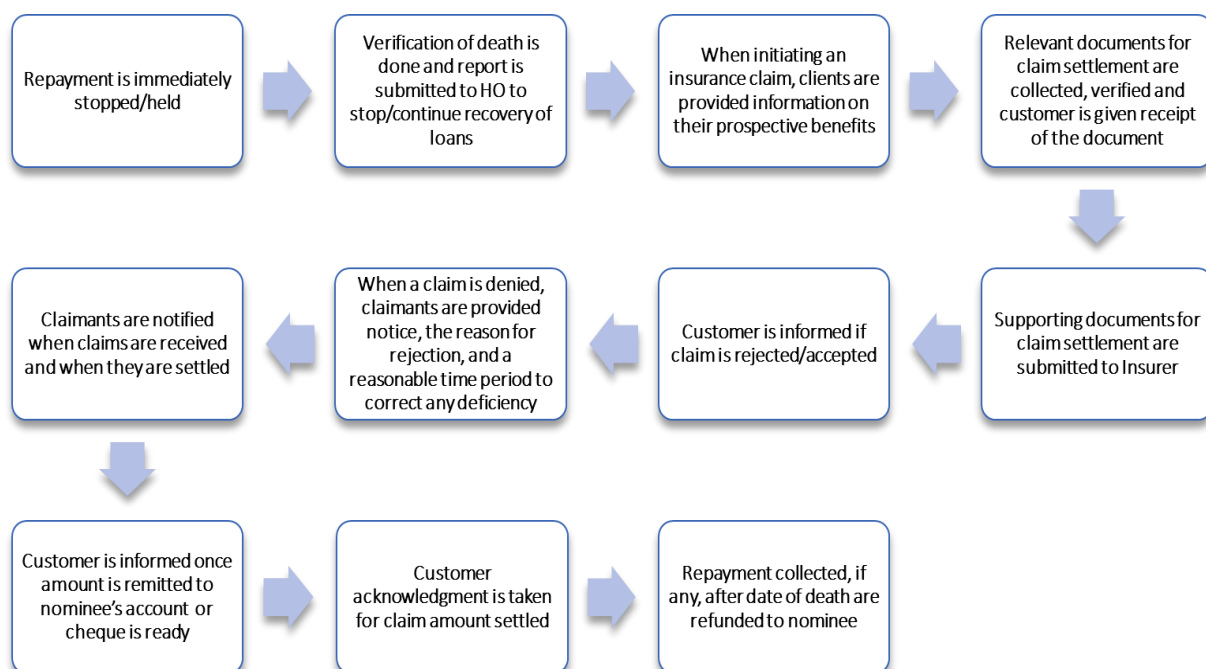 Repayment is immediately
stopped/held
Verification of death is
done and report is
submitted to HO to
stop/continue recovery of
loans
When initiating an
insurance claim, clients are
provided information on
their prospective benefits
Relevant documents for
claim settlement are
collected, verified and
customer is given receipt
of the document
Supporting documents for
claim settlement are
submitted to Insurer
Customer is informed if
claim is rejected/accepted
When a claim is denied,
claimants are provided
notice, the reason for
rejection, and a
reasonable time period to
correct any deficiency
Claimants are notified
when claims are received
and when they are settled
Customer is informed once
amount is remitted to
nominee's account or
cheque is ready
Customer
acknowledgment is taken
for claim amount settled
Repayment collected, if
any, after date of death are
refunded to nominee